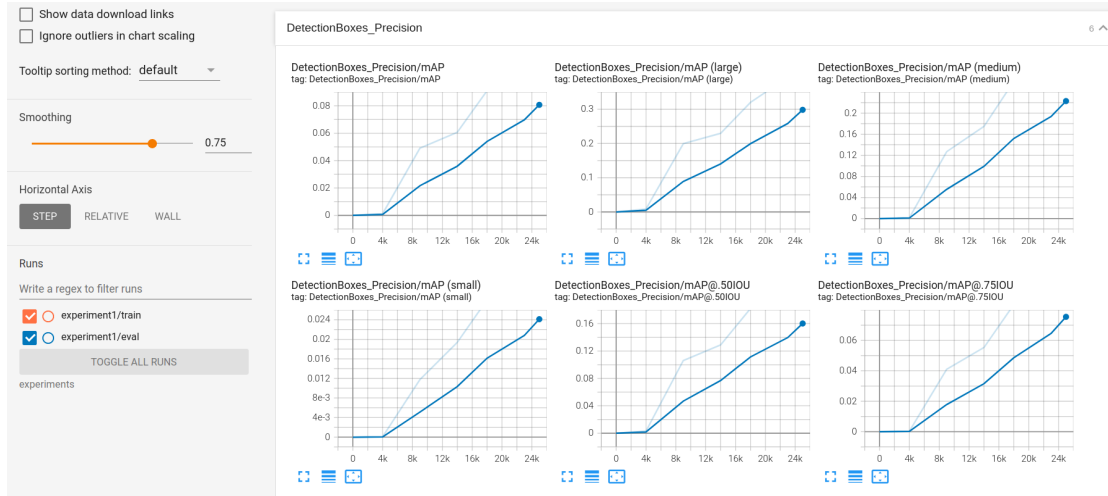 Show data download links
Ignore outliers in chart scaling
Tooltip sorting method: default
Smoothing
0.75
Horizontal Axis
STEP RELATIVE WALL
Runs
Write a regex to filter runs
experiment1/train
experiment1/eval
TOGGLE ALL RUNS
experiments
DetectionBoxes_Precision 6
DetectionBoxes_Precision/mAP
tag: DetectionBoxes_Precision/mAP
0.08
0.06
0.04
0.02
0
0 4k 8k 12k 16k 20k 24k
DetectionBoxes_Precision/mAP (large)
tag: DetectionBoxes_Precision/mAP (large)
0.3
0.2
0.1
0
0 4k 8k 12k 16k 20k 24k
DetectionBoxes_Precision/mAP (medium)
tag: DetectionBoxes_Precision/mAP (medium)
0.2
0.16
0.12
0.08
0.04
0
0 4k 8k 12k 16k 20k 24k
DetectionBoxes_Precision/mAP (small)
tag: DetectionBoxes_Precision/mAP (small)
0.024
0.02
0.016
0.012
8e-3
4e-3
0
0 4k 8k 12k 16k 20k 24k
DetectionBoxes_Precision/mAP@.50IOU
tag: DetectionBoxes_Precision/mAP@.50IOU
0.16
0.12
0.08
0.04
0
0 4k 8k 12k 16k 20k 24k
DetectionBoxes_Precision/mAP@.75IOU
tag: DetectionBoxes_Precision/mAP@.75IOU
0.06
0.04
0.02
0
0 4k 8k 12k 16k 20k 24k